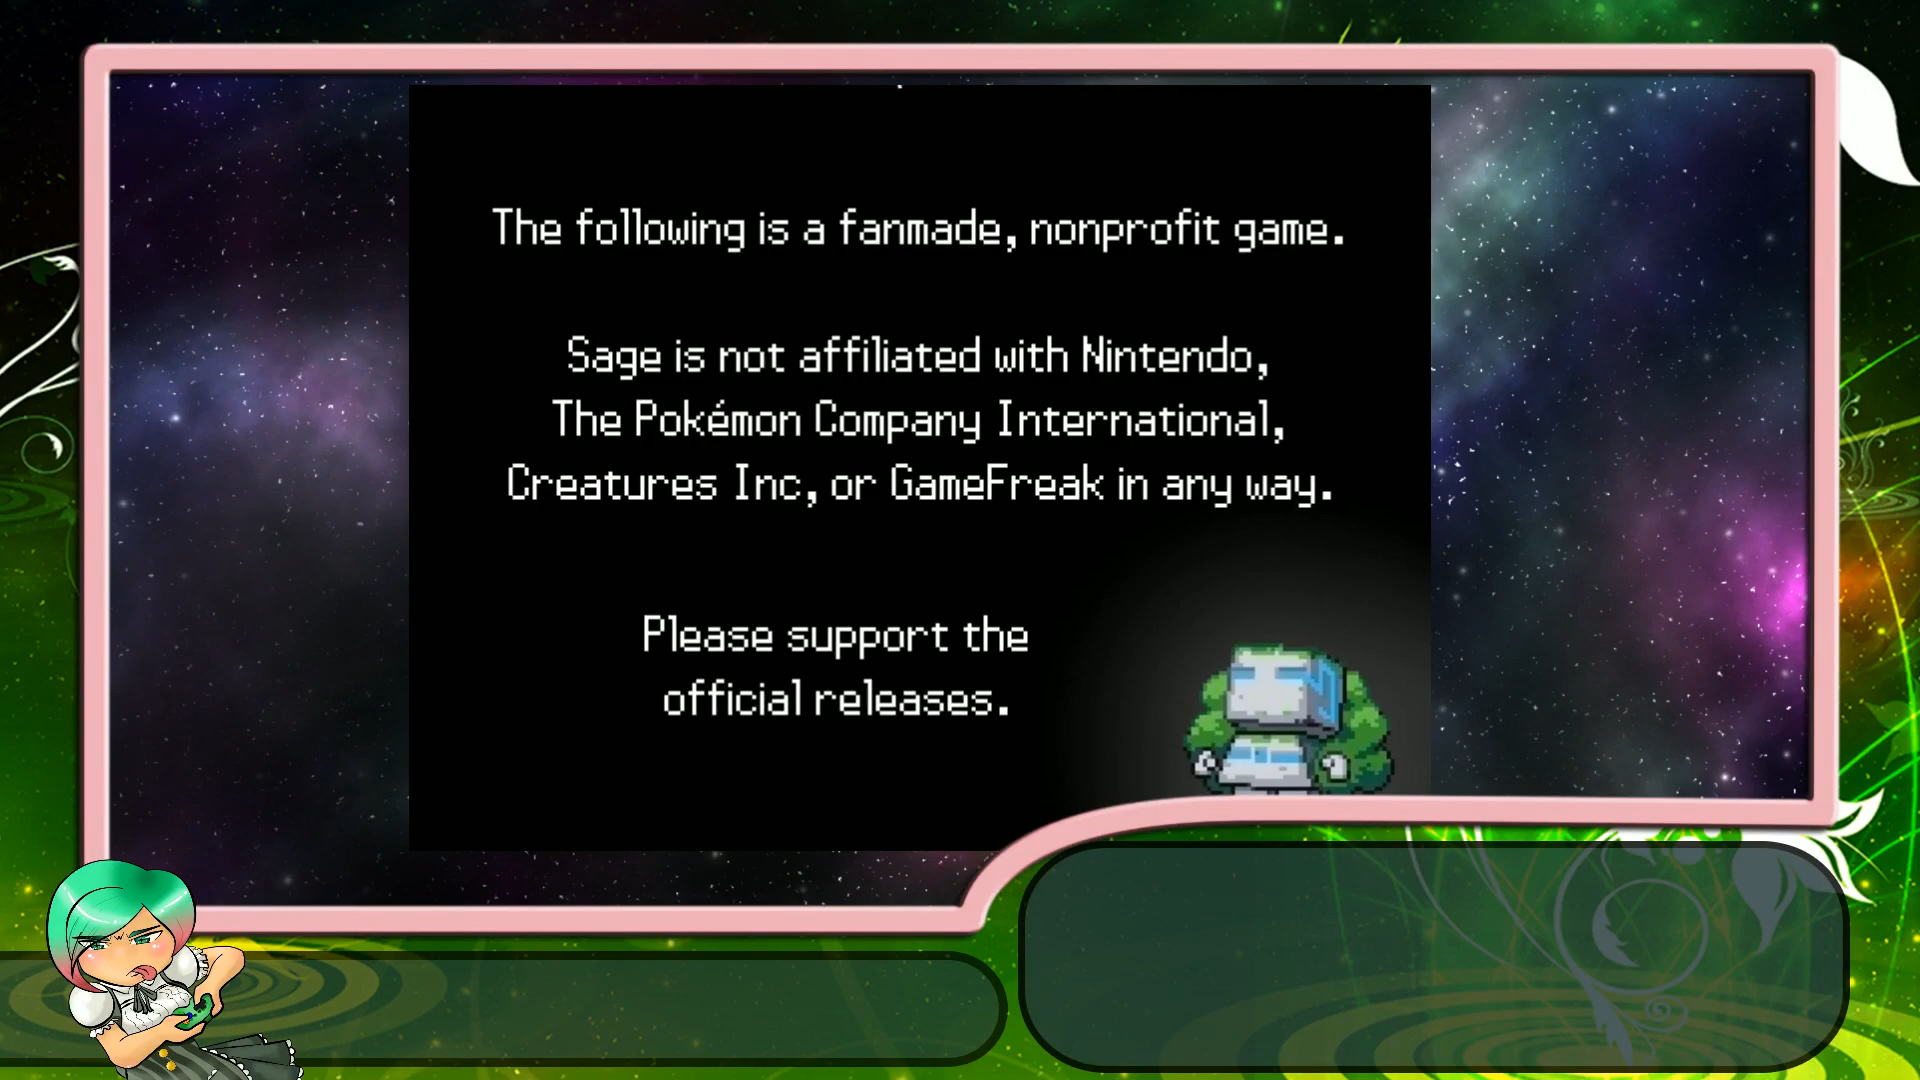 The following is a fanmade, nonprofit game.
Sage is not affiliated with Nintendo,
The Pokémon Company International,
Creatures Inc, or GameFreak in any way.
Please support the
official releases.